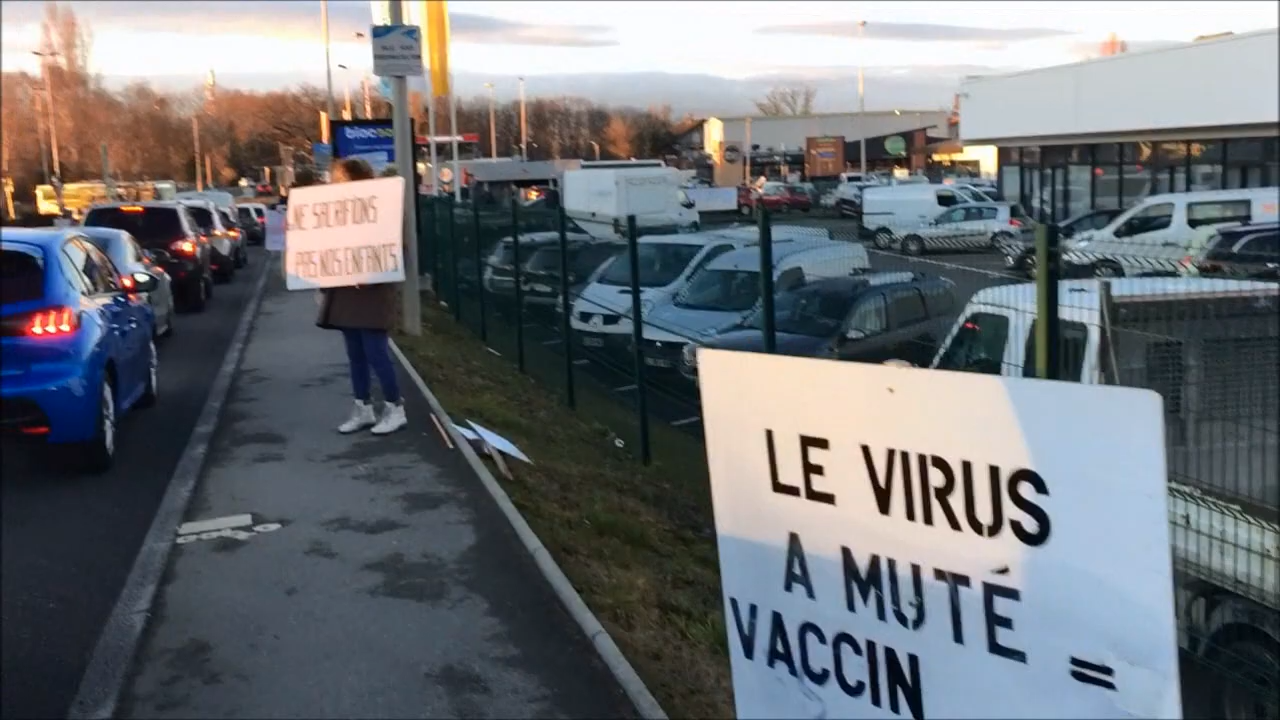 NE SACRIFIONS
PAS NOS ENFANTS
LE VIRUS
A MUTÉ
VACCIN =